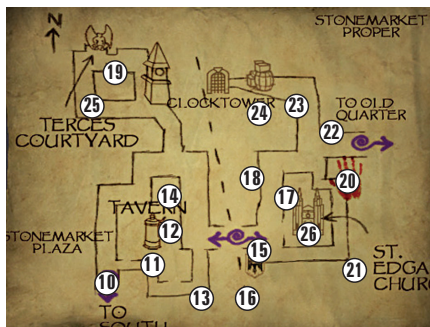 N
STONEMARKET
PROPER
19
25
CLOCKTOWER
24
23
TO OLD
QUARTER
22
TERCES
COURTYARD
20
14
18
17
TAVERN
12
26
STONEMARKET
PLAZA
15
11
10
13
16
21
ST.
EDGA
CHUR
TO
SOUTH